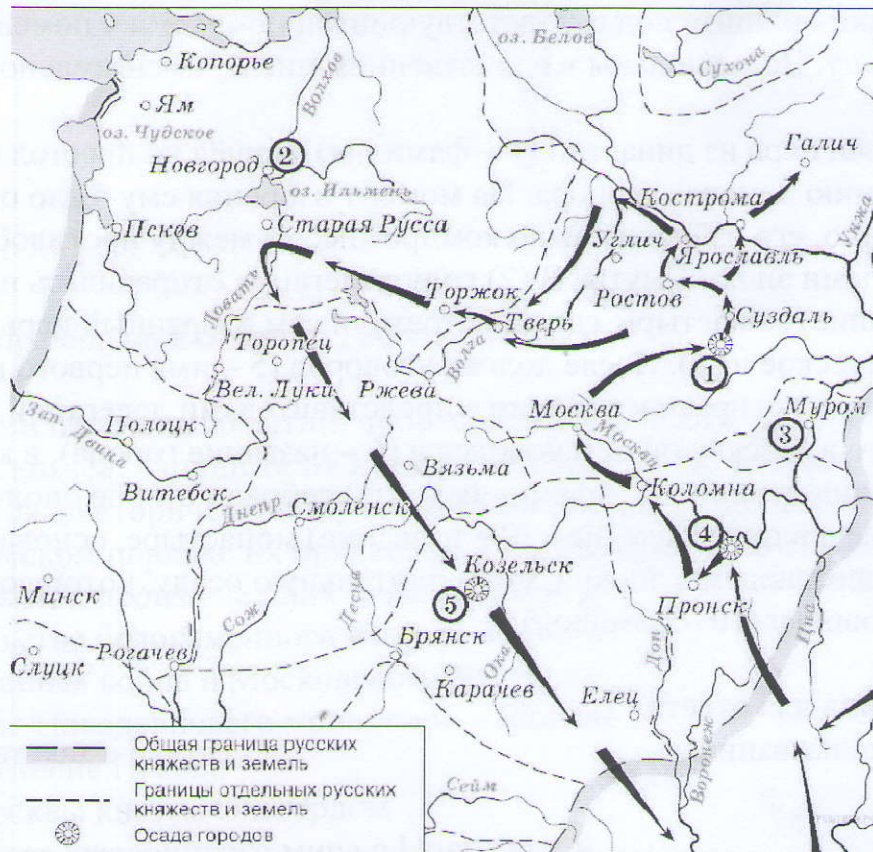 оз. Белое
Сухона
Копорье
Волхов
Ям
оз. Чудское
Галич
Новгород
2
оз. Ильмень
Кострома
Псков
Старая Русса
Углич
Ярославль
Унжа
Ростов
Ловать
Торжок
Тверь
Суздаль
Торопец
Волга
1
Вел. Луки
Ржева
Москва
Муром
Зап. Двина
Полоцк
Москва
3
Вязьма
Витебск
Коломна
Днепр
Смоленск
4
Козельск
Минск
Десна
5
Пронск
Цна
Сож
Слуцк
Рогачев
Брянск
Ока
Дон
Карачев
Елец
Воронеж
Общая граница русских
княжеств и земель
Границы отдельных русских
княжеств и земель
Сейм
Осада городов